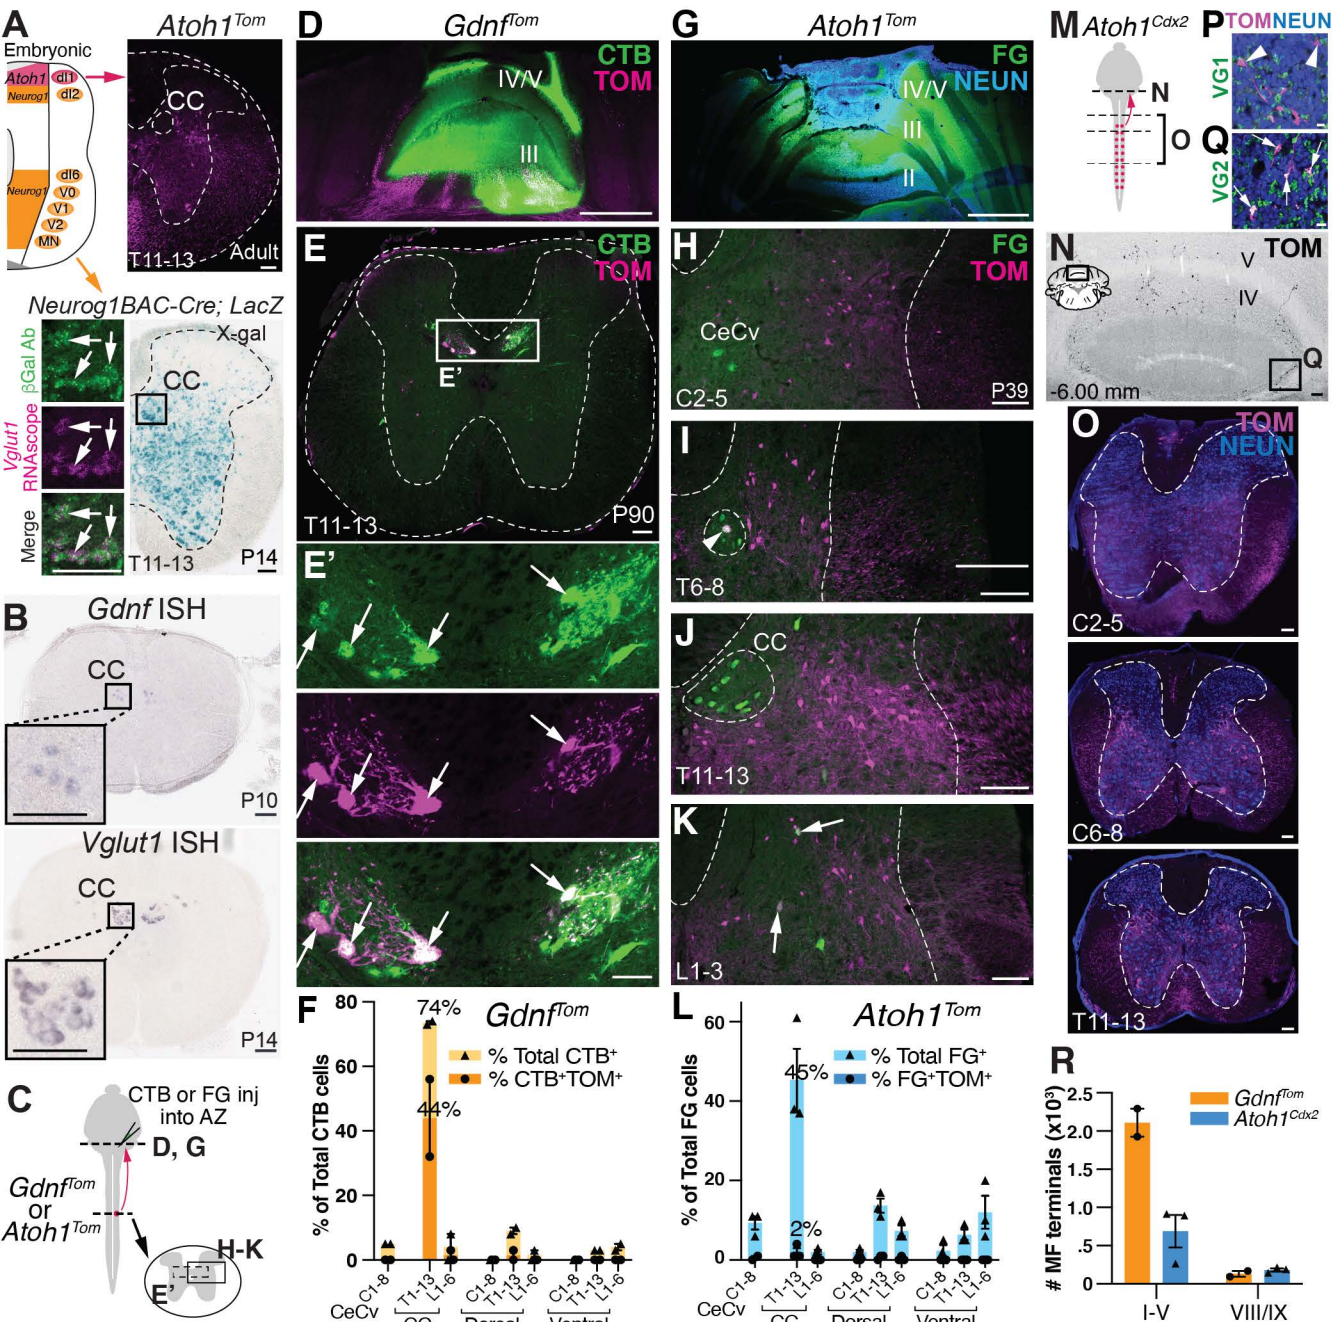 A
Atoh1Tom
Embryonic
Atoh1
dI1
Neurog1
dI2
CC
dI6
Neurog1
V0
V1
V2
MN
T11-13
Adult
Neurog1BAC-Cre; LacZ
βGal Ab
X-gal
CC
Vglut1
RNAscope
Merge
T11-13
P14
B
Gdnf ISH
CC
P10
Vglut1 ISH
CC
P14
C
CTB or FG inj
into AZ
D, G
GdnfTom
or
Atoh1Tom
H-K
E’
D
GdnfTom
CTB
TOM
IV/V
III
E
CTB
TOM
E’
T11-13
P90
E’
F
GdnfTom
% of Total CTB cells
80
60
40
20
0
74%
44%
% Total CTB+
% CTB+TOM+
C1-8
T1-13
L1-6
C1-8
T1-13
L1-6
C1-8
T1-13
L1-6
CeCv
CC
Dorsal
Ventral
G
Atoh1Tom
FG
NEUN
IV/V
III
II
H
FG
TOM
CeCv
C2-5
P39
I
T6-8
J
CC
T11-13
K
L1-3
L
Atoh1Tom
% of Total FG cells
60
40
20
0
45%
2%
% Total FG+
% FG+TOM+
C1-8
T1-13
L1-6
C1-8
T1-13
L1-6
C1-8
T1-13
L1-6
CeCv
CC
Dorsal
Ventral
M
Atoh1Cdx2
N
O
P
TOMNEUN
VG1
Q
VG2
N
TOM
V
IV
Q
-6.00 mm
O
TOM
NEUN
C2-5
C6-8
T11-13
R
# MF terminals (x10³)
2.5
2.0
1.5
1.0
.5
0
GdnfTom
Atoh1Cdx2
I-V
VIII/IX